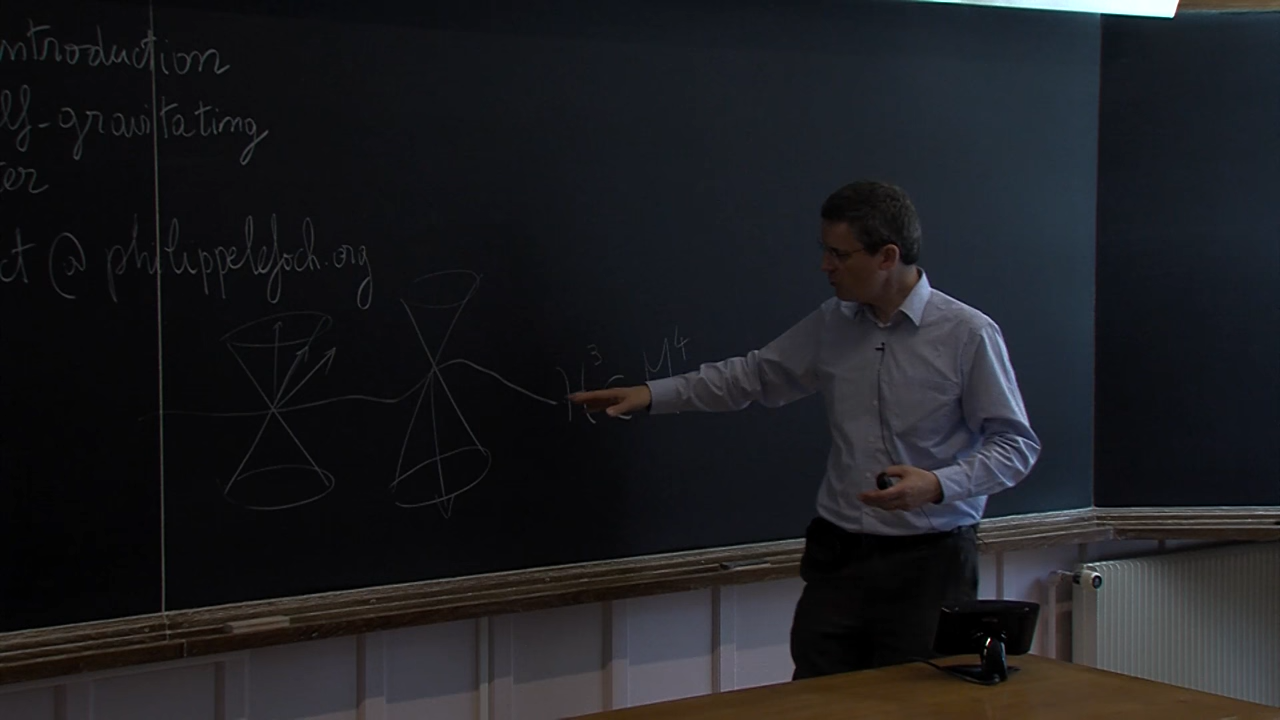 ntroduction
lf-gravitating
ter
ct @ philippelefloch.org
H³ ⊂ M⁴